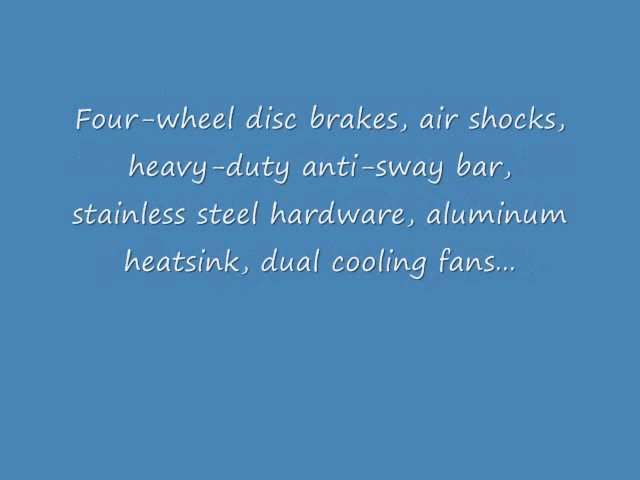 Four-wheel disc brakes, air shocks,
heavy-duty anti-sway bar,
stainless steel hardware, aluminum
heatsink, dual cooling fans...